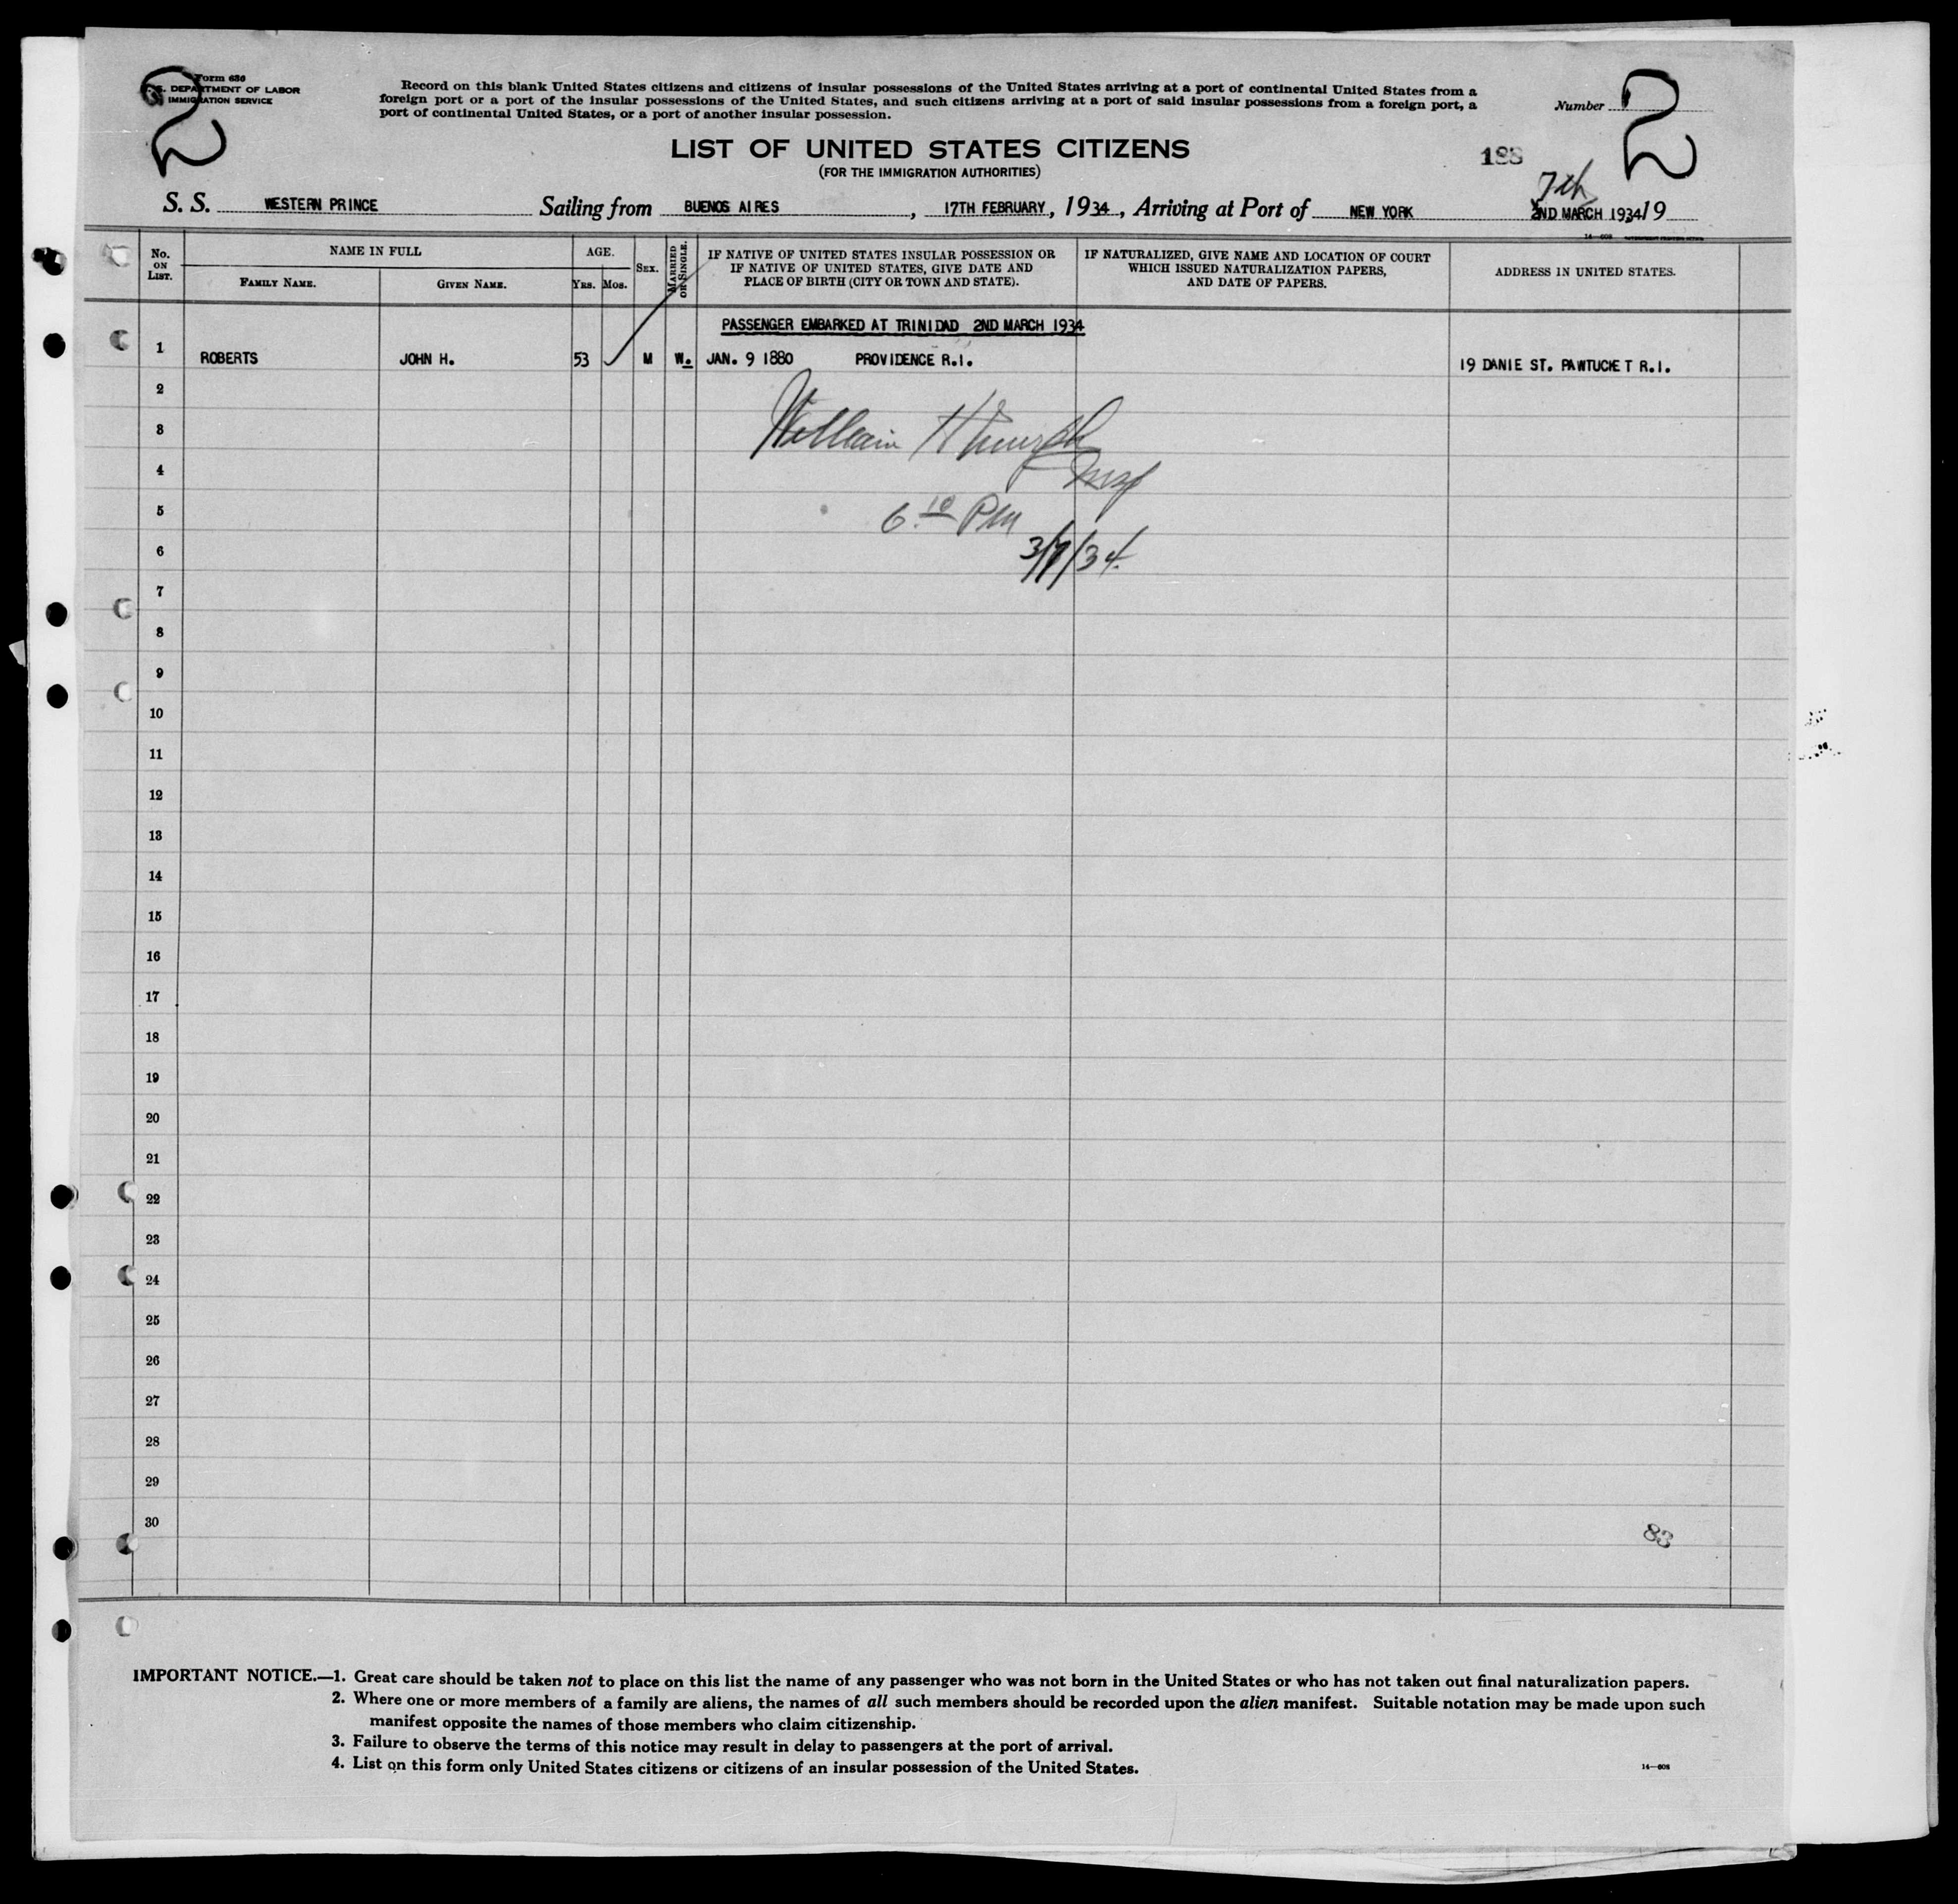 Form 630
U. S. DEPARTMENT OF LABOR
IMMIGRATION SERVICE
2
Record on this blank United States citizens and citizens of insular possessions of the United States arriving at a port of continental United States from a
foreign port or a port of the insular possessions of the United States, and such citizens arriving at a port of said insular possessions from a foreign port, a
port of continental United States, or a port of another insular possession.
Number 2
LIST OF UNITED STATES CITIZENS
(FOR THE IMMIGRATION AUTHORITIES)
7th
S. S. WESTERN PRINCE Sailing from BUENOS AIRES, 17TH FEBRUARY, 1934, Arriving at Port of NEW YORK 2ND MARCH 1934 19
No. ON LIST.
NAME IN FULL
FAMILY NAME. GIVEN NAME.
AGE.
YRS. MOS.
SEX.
MARRIED OR SINGLE.
IF NATIVE OF UNITED STATES INSULAR POSSESSION OR
IF NATIVE OF UNITED STATES, GIVE DATE AND
PLACE OF BIRTH (CITY OR TOWN AND STATE).
IF NATURALIZED, GIVE NAME AND LOCATION OF COURT
WHICH ISSUED NATURALIZATION PAPERS,
AND DATE OF PAPERS.
ADDRESS IN UNITED STATES.
PASSENGER EMBARKED AT TRINIDAD 2ND MARCH 1934
1 ROBERTS JOHN H. 53 M W. JAN. 9 1880 PROVIDENCE R.I. 19 DANIE ST. PAWTUCKET R.I.
2
3
William H
4
Insp
5
6 10 PM
6
3/7/34.
7
8
9
10
11
12
13
14
15
16
17
18
19
20
21
22
23
24
25
26
27
28
29
30
83
IMPORTANT NOTICE.—1. Great care should be taken not to place on this list the name of any passenger who was not born in the United States or who has not taken out final naturalization papers.
2. Where one or more members of a family are aliens, the names of all such members should be recorded upon the alien manifest. Suitable notation may be made upon such
manifest opposite the names of those members who claim citizenship.
3. Failure to observe the terms of this notice may result in delay to passengers at the port of arrival.
4. List on this form only United States citizens or citizens of an insular possession of the United States.
14—608